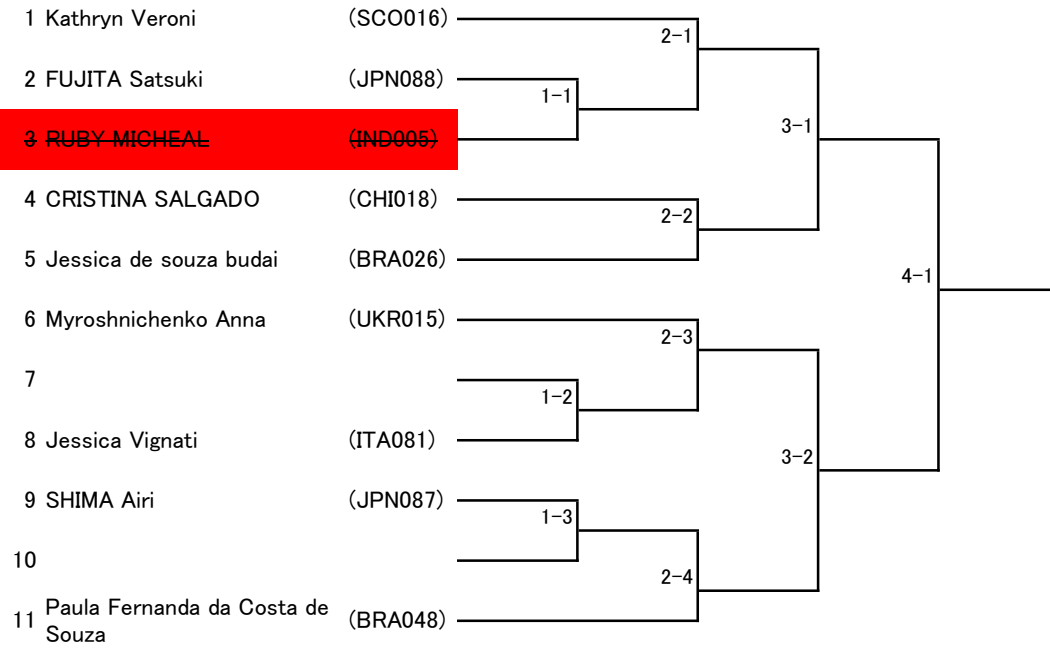 1 Kathryn Veroni (SCO016)
2-1
2 FUJITA Satsuki (JPN088)
1-1
3 RUBY MICHEAL (IND005)
3-1
4 CRISTINA SALGADO (CHI018)
2-2
5 Jessica de souza budai (BRA026)
4-1
6 Myroshnichenko Anna (UKR015)
2-3
7
1-2
8 Jessica Vignati (ITA081)
3-2
9 SHIMA Airi (JPN087)
1-3
10
2-4
11 Paula Fernanda da Costa de
Souza (BRA048)